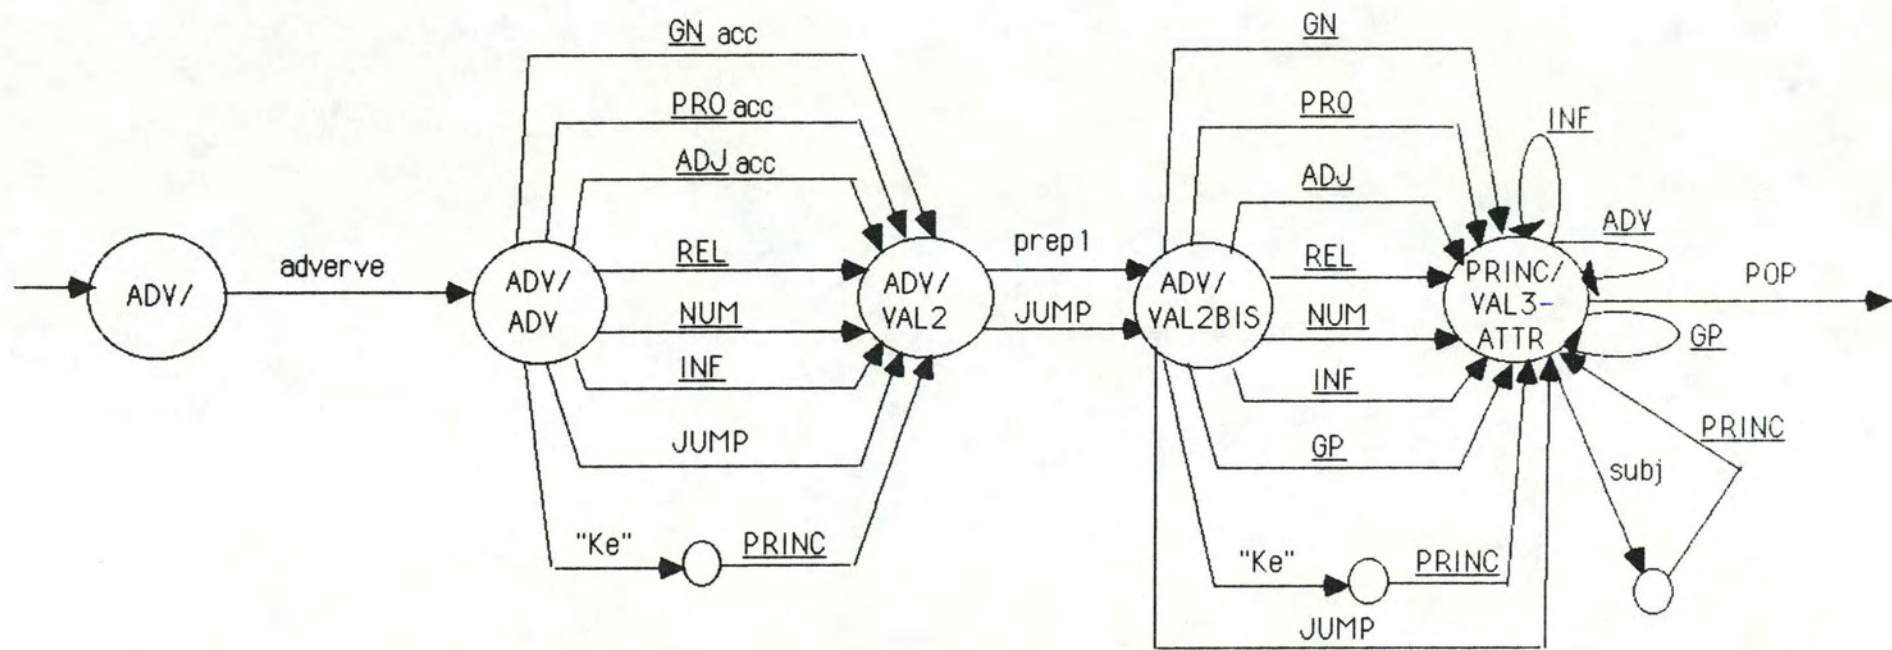 ADV/
adverve
ADV/
ADV
GN acc
PRO acc
ADJ acc
REL
NUM
INF
JUMP
"Ke"
PRINC
ADV/
VAL2
prep1
JUMP
ADV/
VAL2BIS
GN
PRO
ADJ
REL
NUM
INF
GP
"Ke"
PRINC
JUMP
PRINC/
VAL3-
ATTR
INF
ADV
POP
GP
PRINC
subj